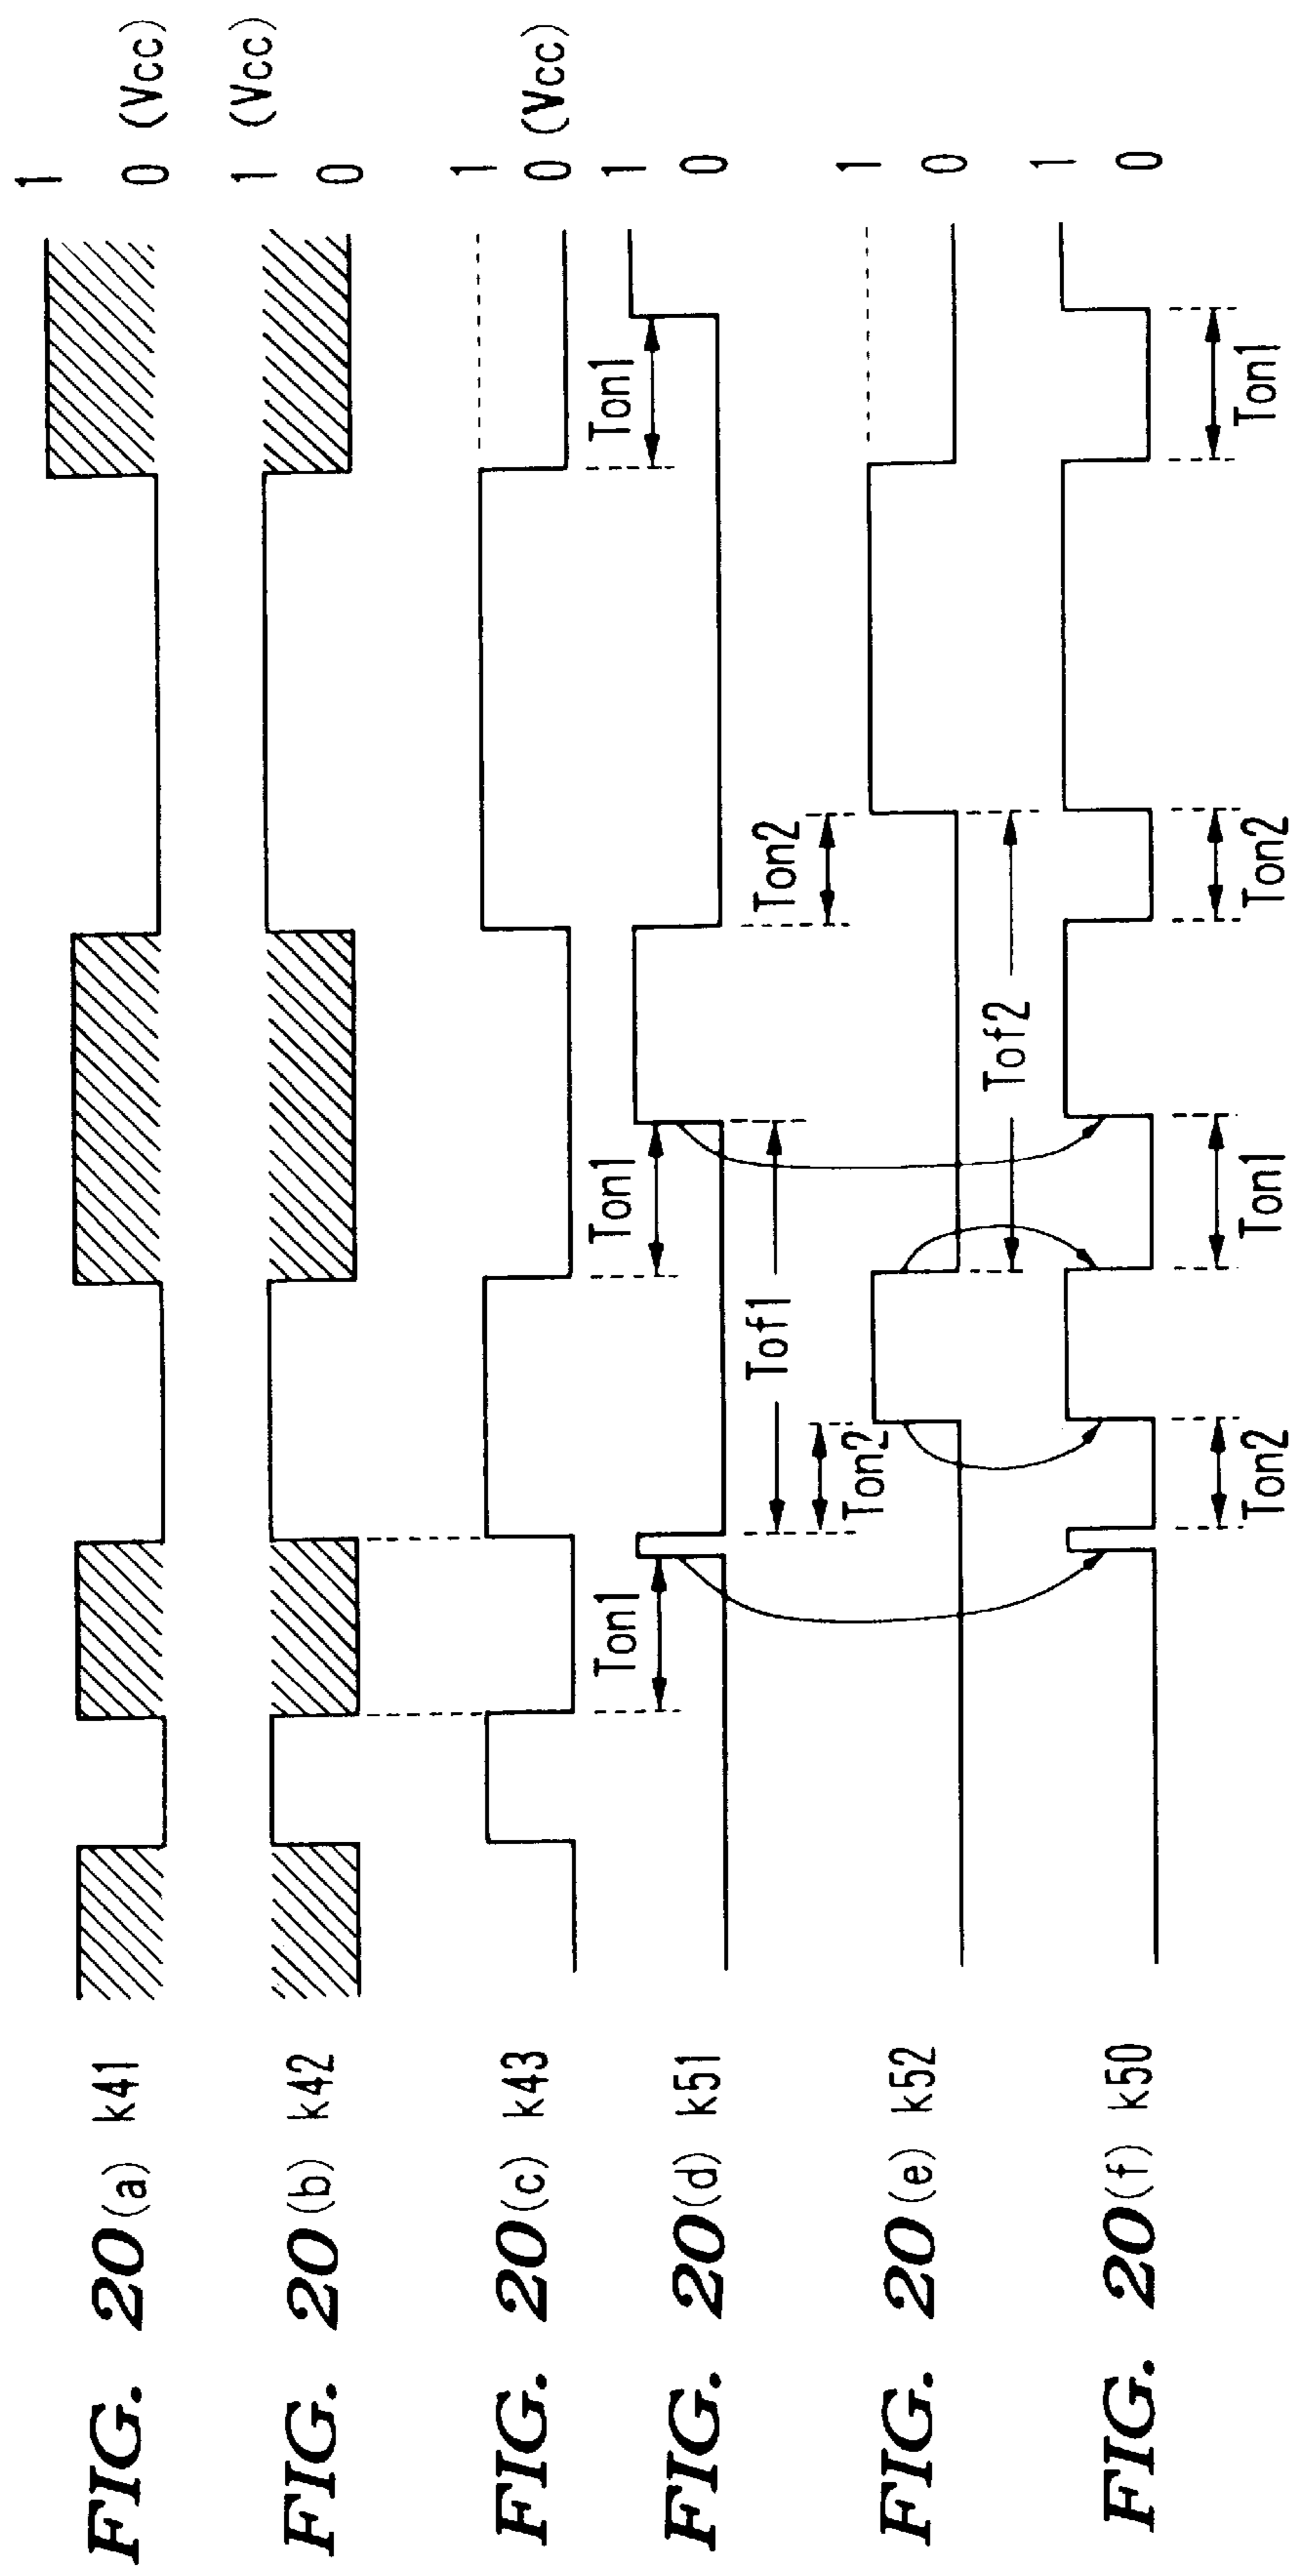 FIG. 20(a) k41
1
0 (Vcc)
FIG. 20(b) k42
1 (Vcc)
0
FIG. 20(c) k43
1
0 (Vcc)
FIG. 20(d) k51
Ton1
Ton1
Ton1
1
0
Tof1
FIG. 20(e) k52
Ton2
Ton2
1
0
Tof2
FIG. 20(f) k50
1
0
Ton2
Ton1
Ton2
Ton1